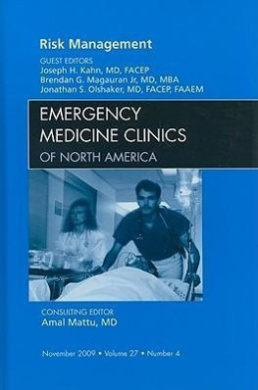 Risk Management
GUEST EDITORS
Joseph H. Kahn, MD, FACEP
Brendan G. Magauran Jr, MD, MBA
Jonathan S. Olshaker, MD, FACEP, FAAEM
EMERGENCY
MEDICINE CLINICS
OF NORTH AMERICA
CONSULTING EDITOR
Amal Mattu, MD
November 2009 • Volume 27 • Number 4